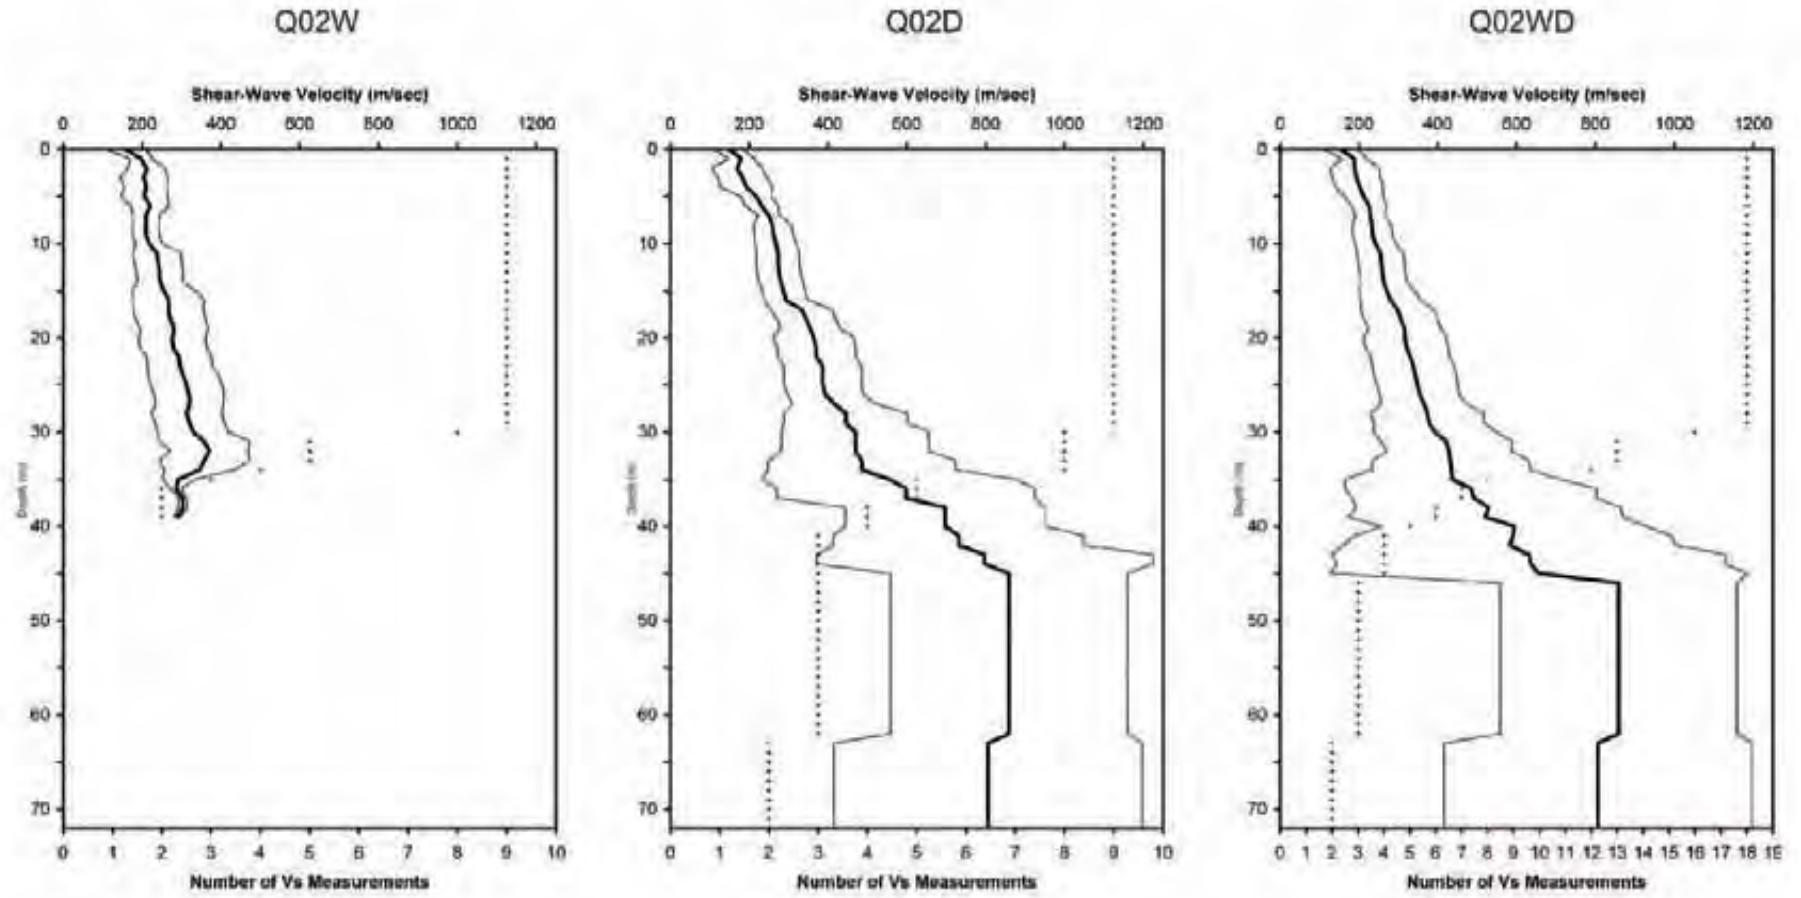 Q02W
Q02D
Q02WD
Shear-Wave Velocity (m/sec)
Shear-Wave Velocity (m/sec)
Shear-Wave Velocity (m/sec)
0 200 400 600 800 1000 1200
0 200 400 600 800 1000 1200
0 200 400 600 800 1000 1200
0
10
20
30
40
50
60
70
Depth (m)
0
10
20
30
40
50
60
70
Depth (m)
0
10
20
30
40
50
60
70
Depth (m)
0 1 2 3 4 5 6 7 8 9 10
0 1 2 3 4 5 6 7 8 9 10
0 1 2 3 4 5 6 7 8 9 10 11 12 13 14 15 16 17 18 19
Number of Vs Measurements
Number of Vs Measurements
Number of Vs Measurements